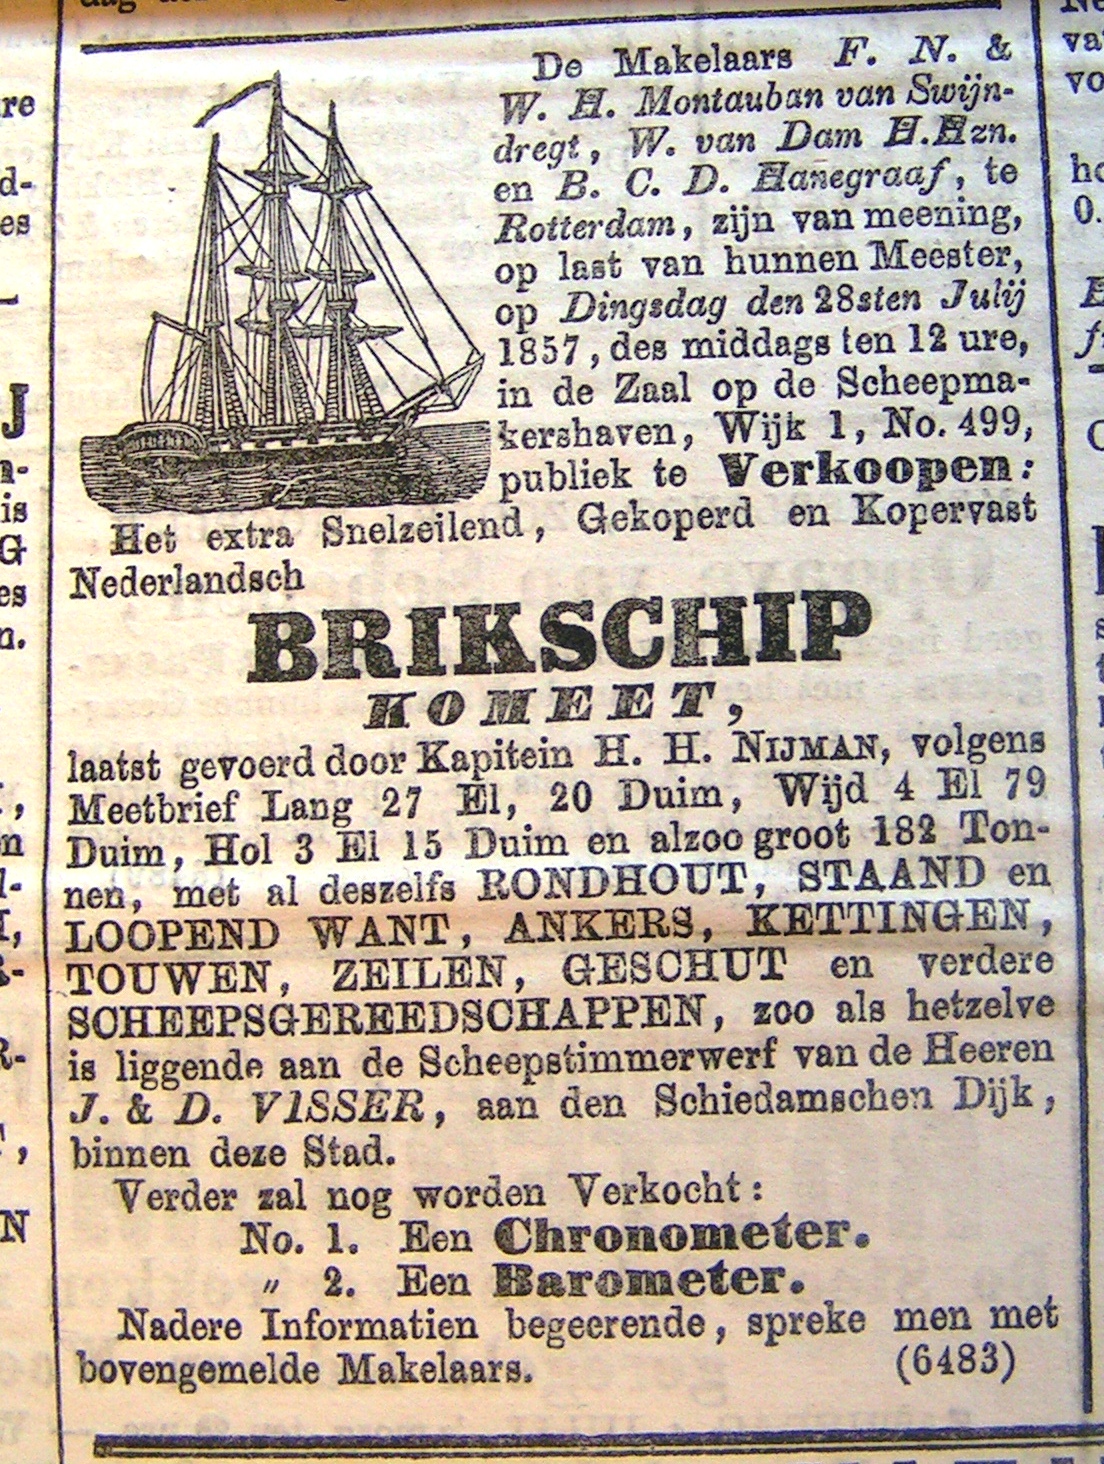 De Makelaars F. N. &
W. H. Montauban van Swijn-
dregt, W. van Dam H.Hzn.
en B. C. D. Hanegraaf, te
Rotterdam, zijn van meening,
op last van hunnen Meester,
op Dingsdag den 28sten Julij
1857, des middags ten 12 ure,
in de Zaal op de Scheepma-
kershaven, Wijk 1, No. 499,
publiek te Verkoopen:
Het extra Snelzeilend, Gekoperd en Kopervast
Nederlandsch
BRIKSCHIP
KOMEET,
laatst gevoerd door Kapitein H. H. NIJMAN, volgens
Meetbrief Lang 27 El, 20 Duim, Wijd 4 El 79
Duim, Hol 3 El 15 Duim en alzoo groot 182 Ton-
nen, met al deszelfs RONDHOUT, STAAND en
LOOPEND WANT, ANKERS, KETTINGEN,
TOUWEN, ZEILEN, GESCHUT en verdere
SCHEEPSGEREEDSCHAPPEN, zoo als hetzelve
is liggende aan de Scheepstimmerwerf van de Heeren
J. & D. VISSER, aan den Schiedamschen Dijk,
binnen deze Stad.
Verder zal nog worden Verkocht:
No. 1. Een Chronometer.
„ 2. Een Barometer.
Nadere Informatien begeerende, spreke men met
bovengemelde Makelaars. (6483)